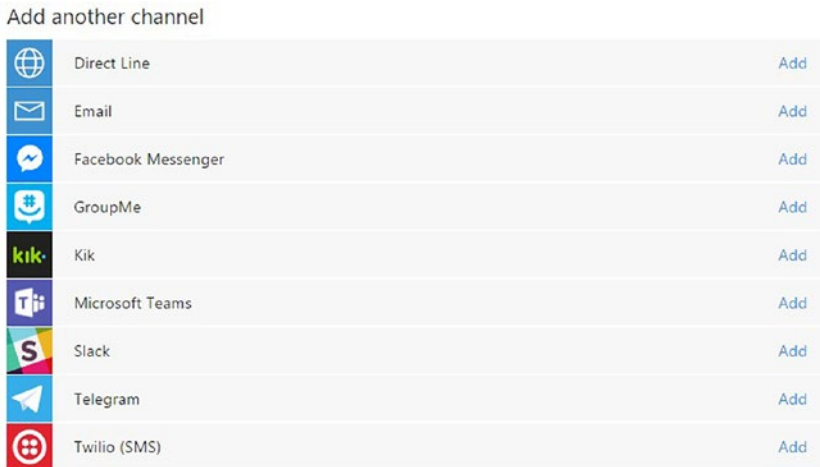 Add another channel
Direct Line Add
Email Add
Facebook Messenger Add
# GroupMe Add
kik· Kik Add
T Microsoft Teams Add
S Slack Add
Telegram Add
Twilio (SMS) Add